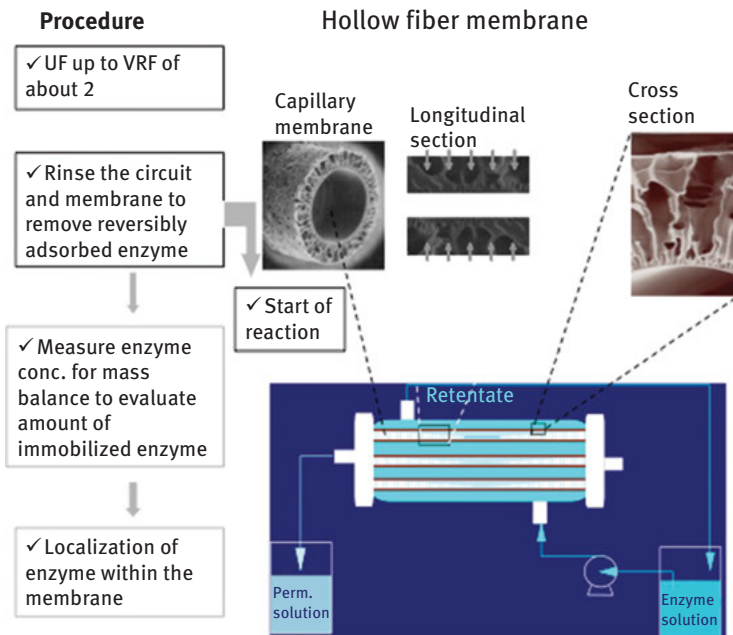 Procedure
✓ UF up to VRF of
about 2
✓ Rinse the circuit
and membrane to
remove reversibly
adsorbed enzyme
✓ Start of
reaction
✓ Measure enzyme
conc. for mass
balance to evaluate
amount of
immobilized enzyme
✓ Localization of
enzyme within the
membrane
Hollow fiber membrane
Capillary
membrane
Longitudinal
section
Cross
section
Retentate
Perm.
solution
Enzyme
solution